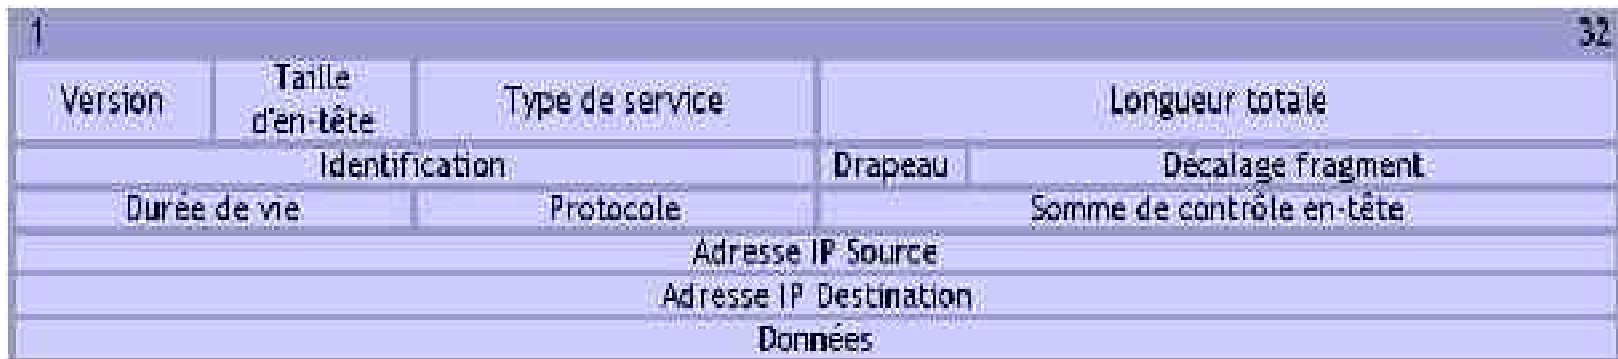 1 32
Version Taille d'en-tête Type de service Longueur totale
Identification Drapeau Décalage fragment
Durée de vie Protocole Somme de contrôle en-tête
Adresse IP Source
Adresse IP Destination
Données